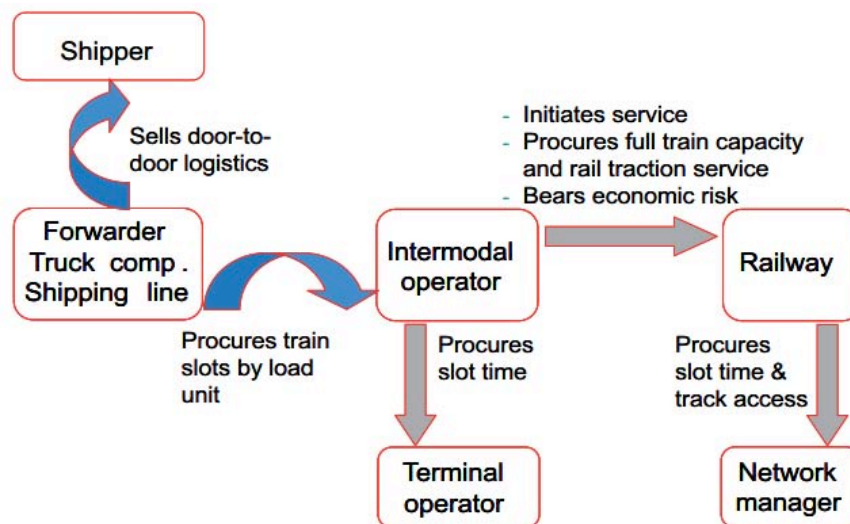 Shipper
Sells door-to-
door logistics
- Initiates service
- Procures full train capacity
and rail traction service
- Bears economic risk
Forwarder
Truck comp.
Shipping line
Intermodal
operator
Railway
Procures train
slots by load
unit
Procures
slot time
Procures
slot time &
track access
Terminal
operator
Network
manager